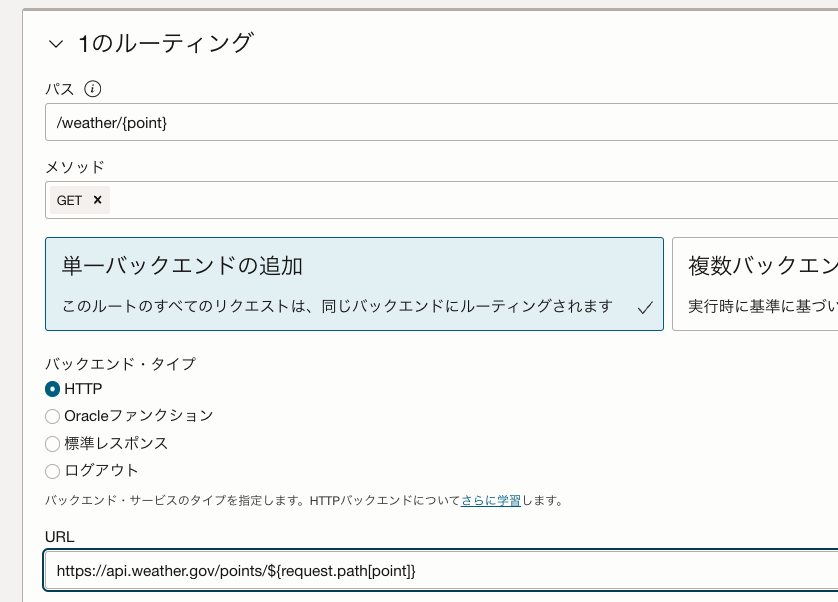 1のルーティング
パス
/weather/{point}
メソッド
GET ×
単一バックエンドの追加
このルートのすべてのリクエストは、同じバックエンドにルーティングされます
複数バックエン
実行時に基準に基づい
バックエンド・タイプ
HTTP
Oracleファンクション
標準レスポンス
ログアウト
バックエンド・サービスのタイプを指定します。HTTPバックエンドについてさらに学習します。
URL
https://api.weather.gov/points/${request.path[point]}